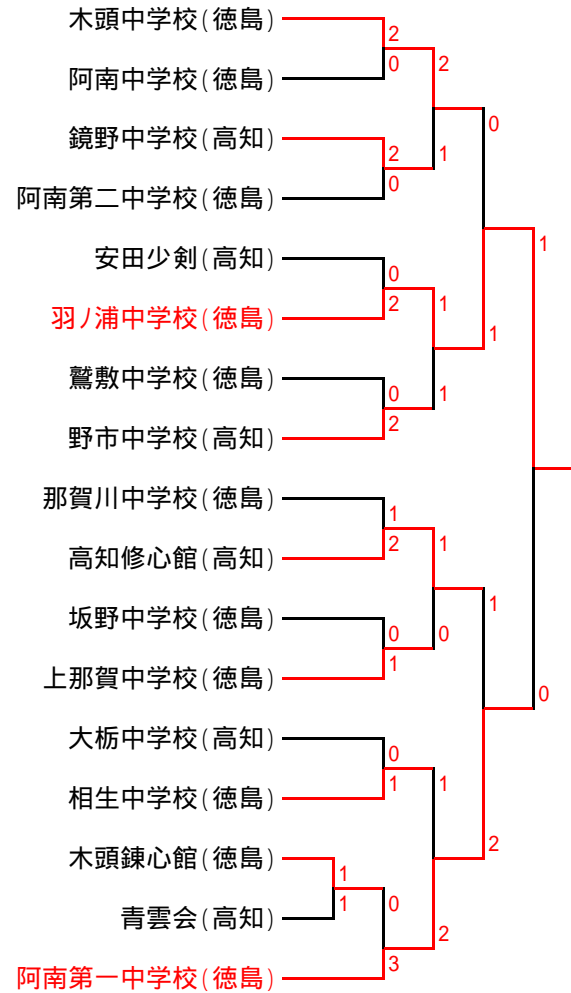 木頭中学校(徳島)
2
0
2
阿南中学校(徳島)
0
鏡野中学校(高知)
2
1
0
阿南第二中学校(徳島)
1
安田少剣(高知)
0
2
1
1
羽ノ浦中学校(徳島)
鷲敷中学校(徳島)
0
1
2
野市中学校(高知)
那賀川中学校(徳島)
1
2
1
高知修心館(高知)
1
坂野中学校(徳島)
0
0
1
上那賀中学校(徳島)
0
大栃中学校(高知)
0
1
1
相生中学校(徳島)
2
木頭錬心館(徳島)
1
1
0
青雲会(高知)
2
3
阿南第一中学校(徳島)